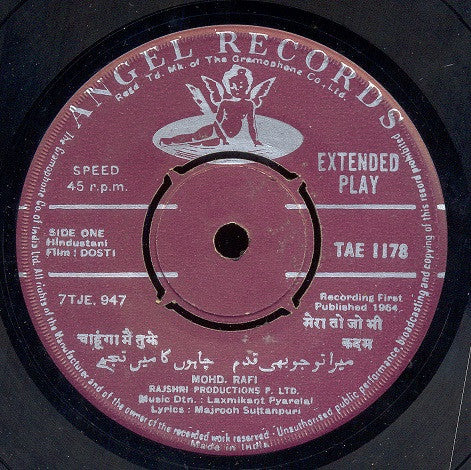 ANGEL RECORDS
Regd. Td. Mk. of The Gramophone Co., Ltd.
SPEED
45 r.p.m.
EXTENDED
PLAY
SIDE ONE
Hindustani
Film : DOSTI
TAE 1178
7TJE. 947
Recording First
Published 1964
चाहूंगा मैं तुझे
मेरा तो जो भी
कदम
میرا تو جو بھی قدم چاہوں گا میں تجھے
MOHD. RAFI
RAJSHRI PRODUCTIONS P. LTD.
Music Dtn. : Laxmikant Pyarelal
Lyrics : Majrooh Sultanpuri
the Gramophone Co. of India Ltd. All rights of the Manufacturer and of the owner of the recorded work reserved. Unauthorised public performance, broadcasting and copying of this record prohibited
Made in India